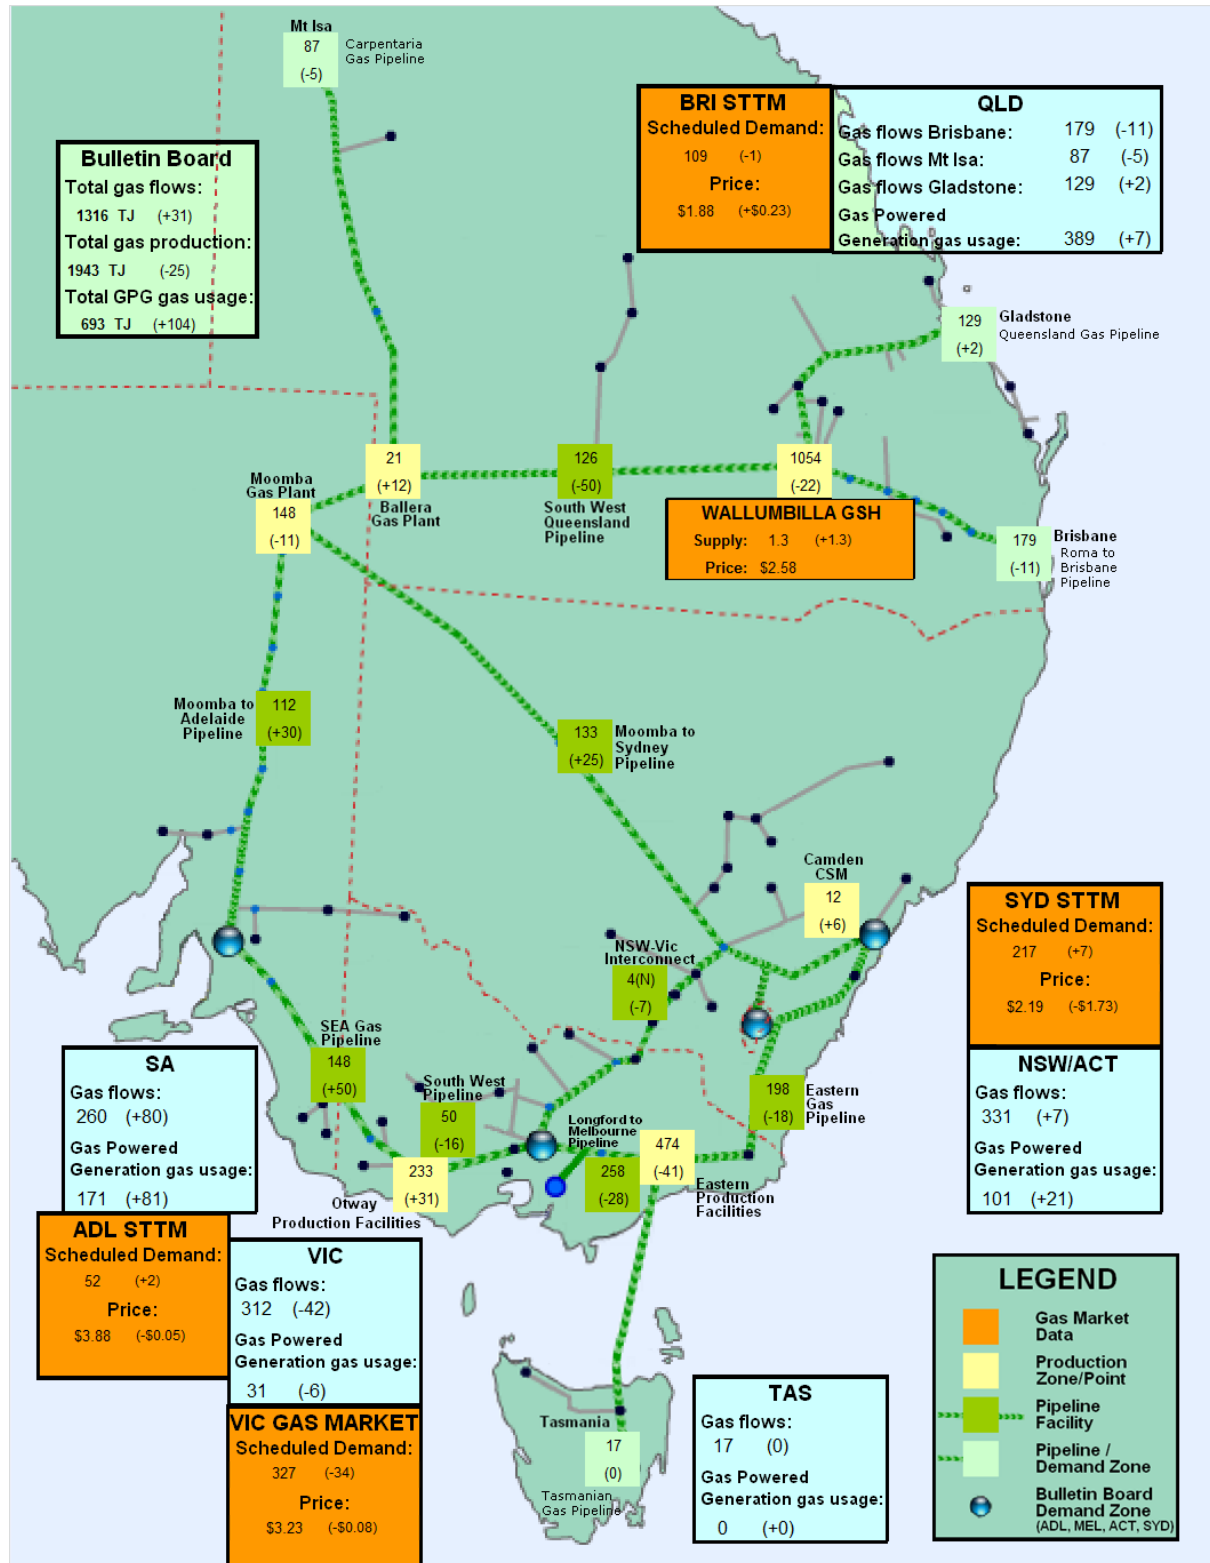 Mt Isa
87
(-5)
Carpentaria
Gas Pipeline
Bulletin Board
Total gas flows:
1316 TJ (+31)
Total gas production:
1943 TJ (-25)
Total GPG gas usage:
693 TJ (+104)
BRI STTM
Scheduled Demand:
109 (-1)
Price:
$1.88 (+$0.23)
QLD
Gas flows Brisbane: 179 (-11)
Gas flows Mt Isa: 87 (-5)
Gas flows Gladstone: 129 (+2)
Gas Powered
Generation gas usage: 389 (+7)
129
(+2)
Gladstone
Queensland Gas Pipeline
Moomba
Gas Plant
148
(-11)
21
(+12)
Ballera
Gas Plant
126
(-50)
South West
Queensland
Pipeline
1054
(-22)
WALLUMBILLA GSH
Supply: 1.3 (+1.3)
Price: $2.58
179
(-11)
Brisbane
Roma to
Brisbane
Pipeline
Moomba to
Adelaide
Pipeline
112
(+30)
133
(+25)
Moomba to
Sydney
Pipeline
Camden
CSM
12
(+6)
NSW-Vic
Interconnect
4(N)
(-7)
SYD STTM
Scheduled Demand:
217 (+7)
Price:
$2.19 (-$1.73)
NSW/ACT
Gas flows:
331 (+7)
Gas Powered
Generation gas usage:
101 (+21)
SEA Gas
Pipeline
148
(+50)
South West
Pipeline
50
(-16)
Longford to
Melbourne
Pipeline
258
(-28)
474
(-41)
Eastern
Production
Facilities
198
(-18)
Eastern
Gas
Pipeline
233
(+31)
Otway
Production Facilities
SA
Gas flows:
260 (+80)
Gas Powered
Generation gas usage:
171 (+81)
ADL STTM
Scheduled Demand:
52 (+2)
Price:
$3.88 (-$0.05)
VIC
Gas flows:
312 (-42)
Gas Powered
Generation gas usage:
31 (-6)
VIC GAS MARKET
Scheduled Demand:
327 (-34)
Price:
$3.23 (-$0.08)
Tasmania
17
(0)
Tasmanian
Gas Pipeline
TAS
Gas flows:
17 (0)
Gas Powered
Generation gas usage:
0 (+0)
LEGEND
Gas Market
Data
Production
Zone/Point
Pipeline
Facility
Pipeline /
Demand Zone
Bulletin Board
Demand Zone
(ADL, MEL, ACT, SYD)